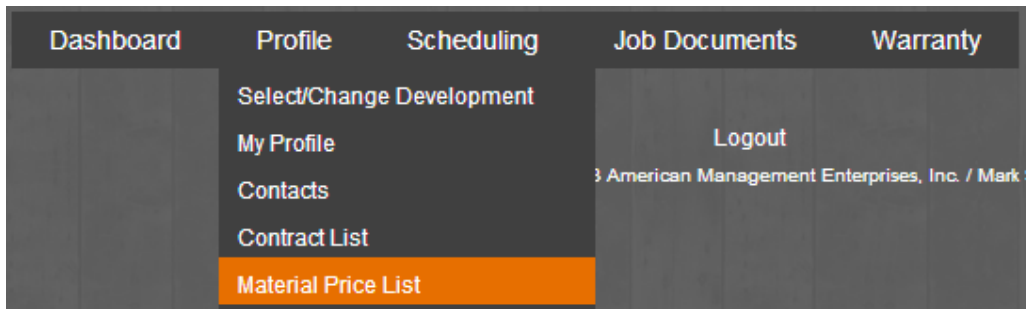 Dashboard Profile Scheduling Job Documents Warranty
Select/Change Development
My Profile
Logout
American Management Enterprises, Inc. / Mark
Contacts
Contract List
Material Price List